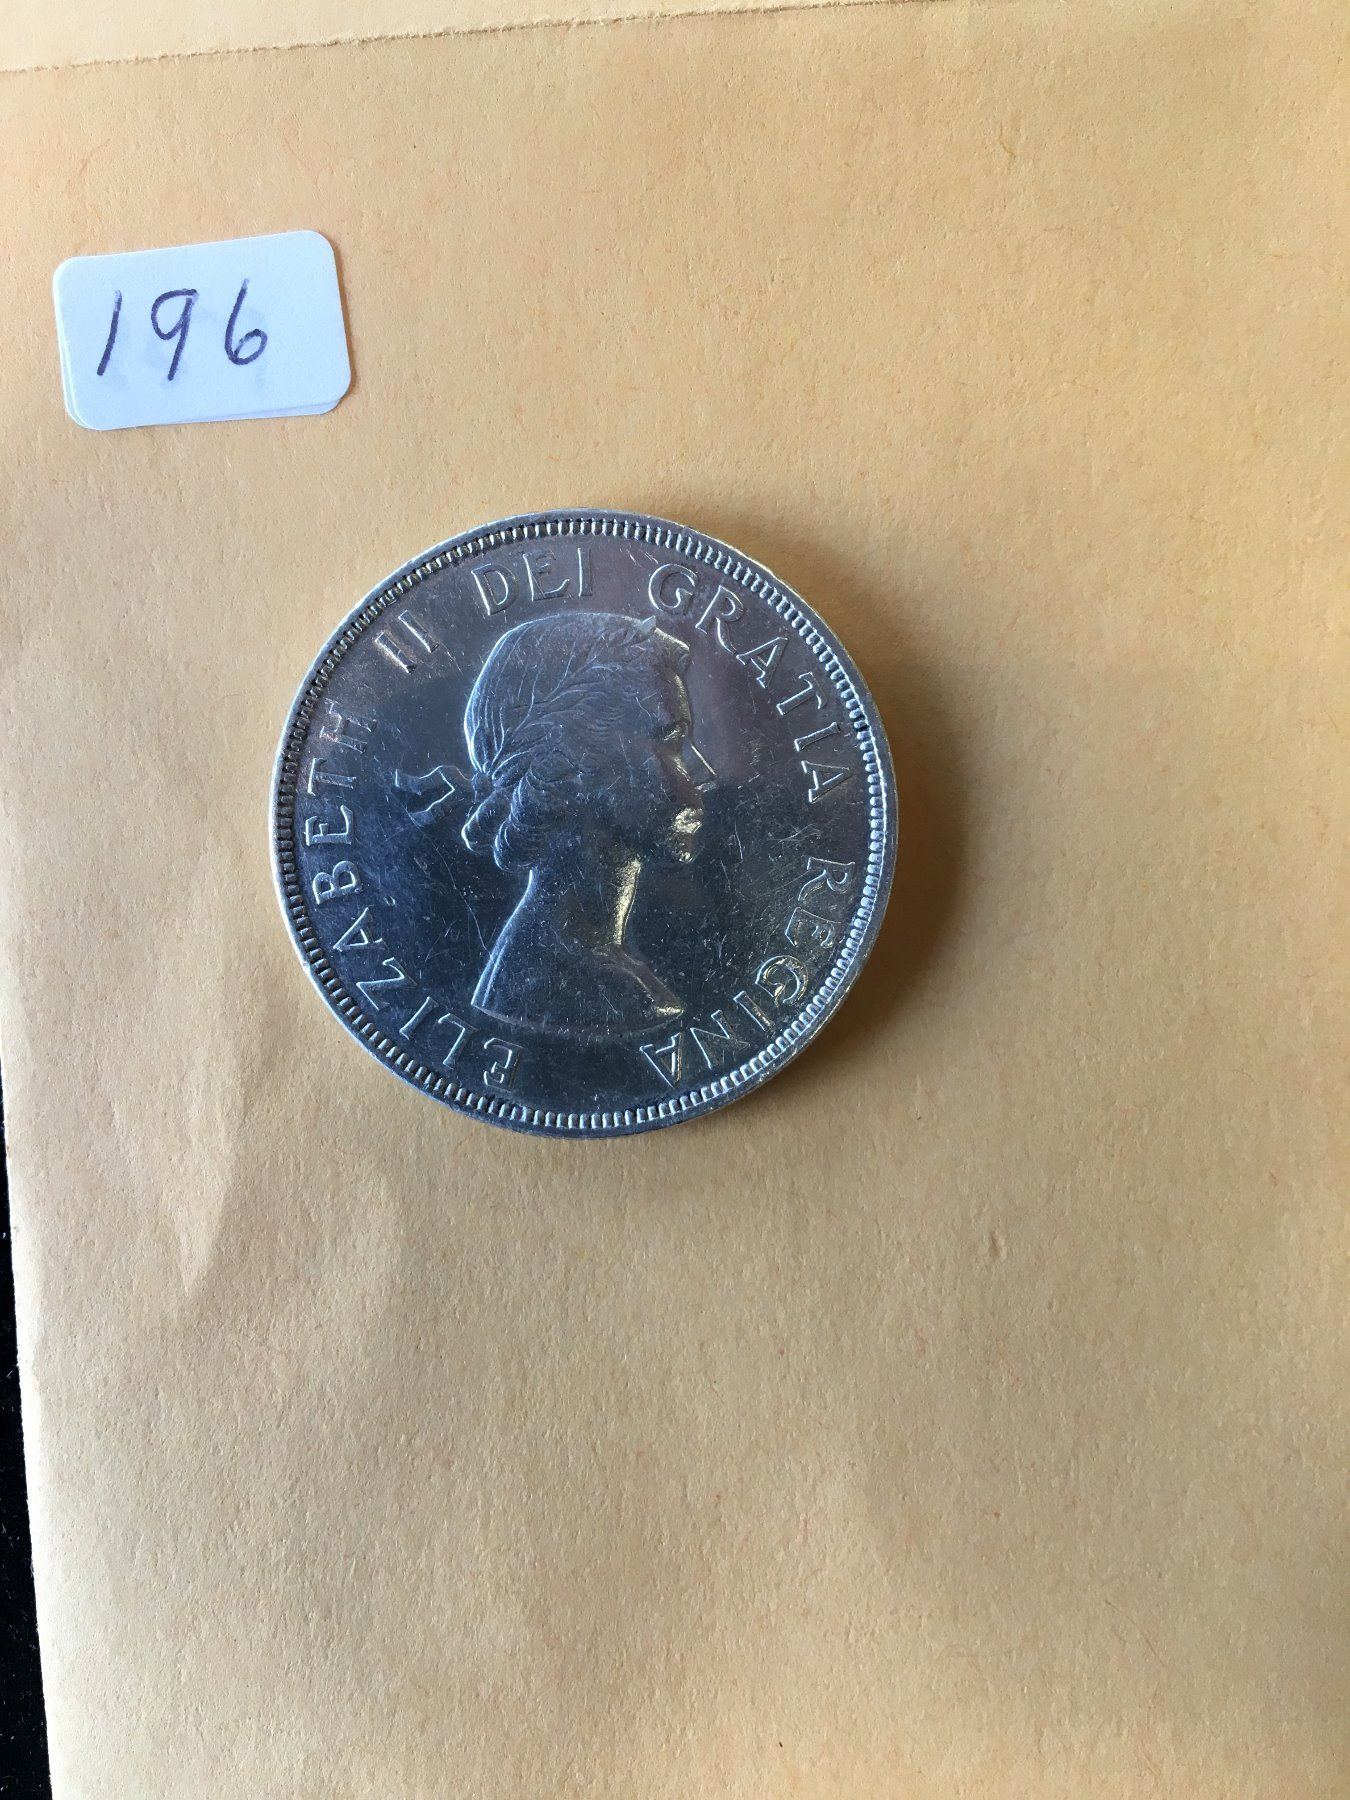 196
ELIZABETH II DEI GRATIA REGINA